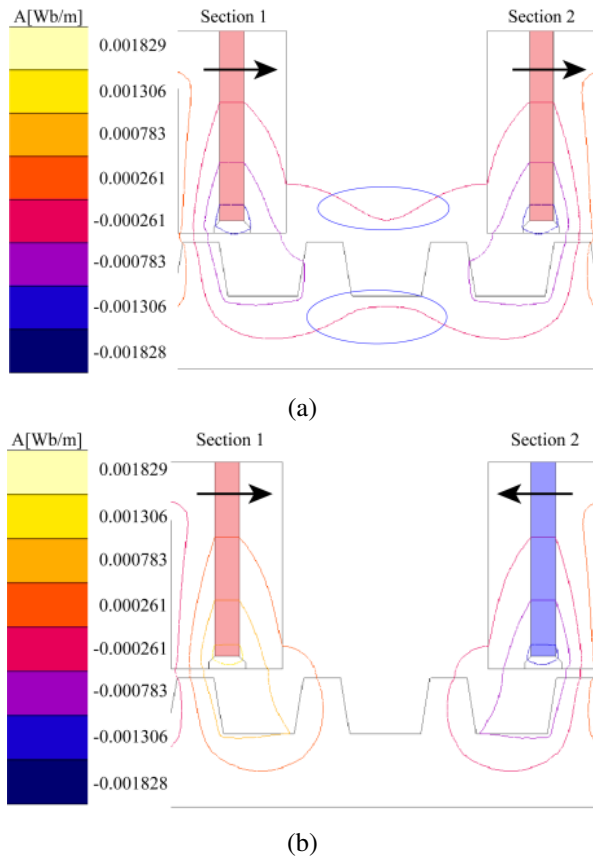 A[Wb/m]
Section 1
Section 2
0.001829
0.001306
0.000783
0.000261
-0.000261
-0.000783
-0.001306
-0.001828
(a)
A[Wb/m]
Section 1
Section 2
0.001829
0.001306
0.000783
0.000261
-0.000261
-0.000783
-0.001306
-0.001828
(b)